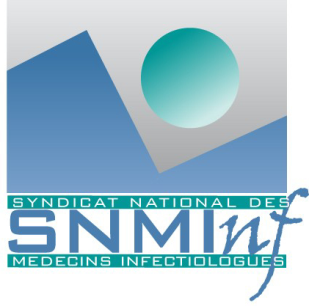 SYNDICAT NATIONAL DES
SNMInf
MEDECINS INFECTIOLOGUES